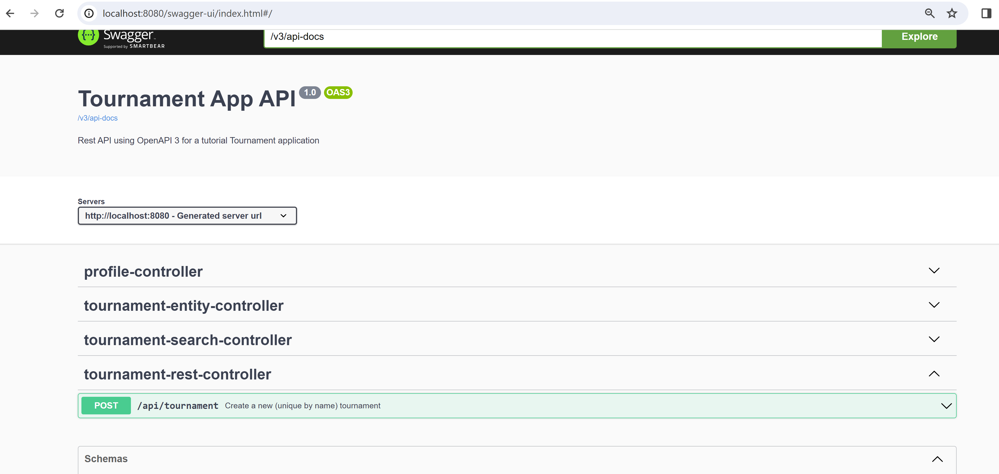 localhost:8080/swagger-ui/index.html#/
{···} Swagger™
Supported by SMARTBEAR
/v3/api-docs
Explore
Tournament App API 1.0 OAS3
/v3/api-docs
Rest API using OpenAPI 3 for a tutorial Tournament application
Servers
http://localhost:8080 - Generated server url
profile-controller
tournament-entity-controller
tournament-search-controller
tournament-rest-controller
POST /api/tournament Create a new (unique by name) tournament
Schemas